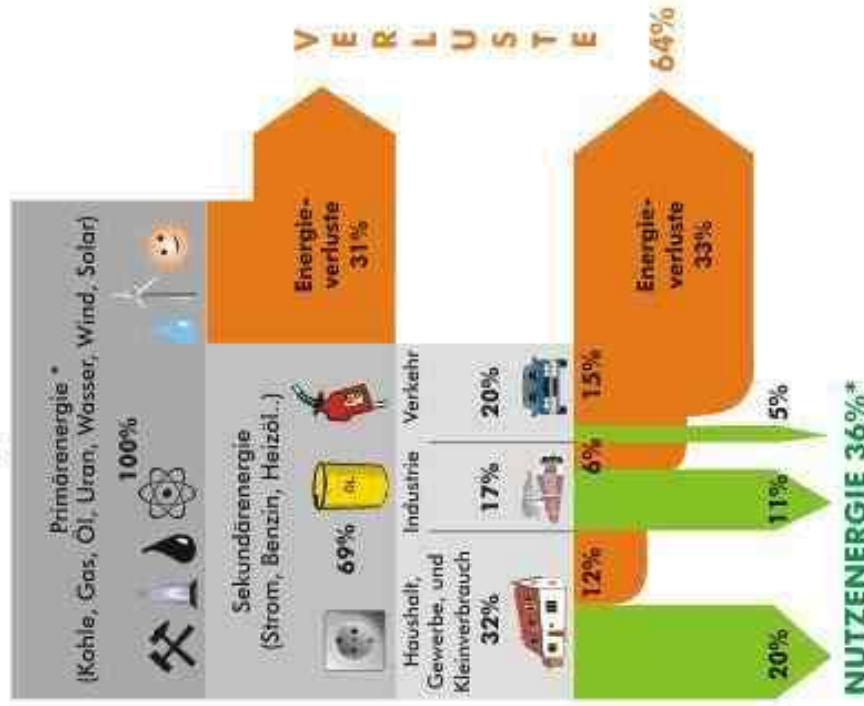 Primärenergie *
(Kohle, Gas, Öl, Uran, Wasser, Wind, Solar)
100%
Sekundärenergie
(Strom, Benzin, Heizöl..)
69%
ÖL
Energie-
verluste
31%
VERLUSTE
Haushalt,
Gewerbe, und
Kleinverbrauch
32%
Industrie
17%
Verkehr
20%
12%
6%
15%
Energie-
verluste
33%
64%
20%
11%
5%
NUTZENERGIE 36%*